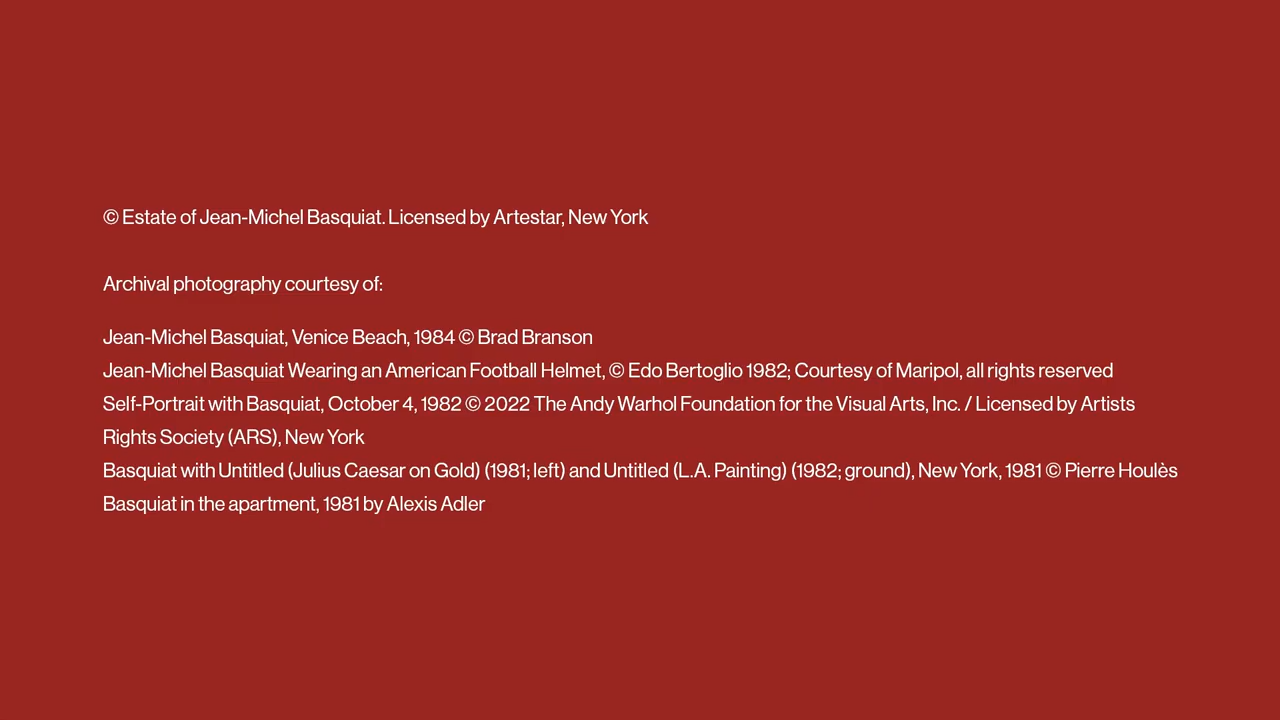 © Estate of Jean-Michel Basquiat. Licensed by Artestar, New York
Archival photography courtesy of:
Jean-Michel Basquiat, Venice Beach, 1984 © Brad Branson
Jean-Michel Basquiat Wearing an American Football Helmet, © Edo Bertoglio 1982; Courtesy of Maripol, all rights reserved
Self-Portrait with Basquiat, October 4, 1982 © 2022 The Andy Warhol Foundation for the Visual Arts, Inc. / Licensed by Artists
Rights Society (ARS), New York
Basquiat with Untitled (Julius Caesar on Gold) (1981; left) and Untitled (L.A. Painting) (1982; ground), New York, 1981 © Pierre Houlès
Basquiat in the apartment, 1981 by Alexis Adler